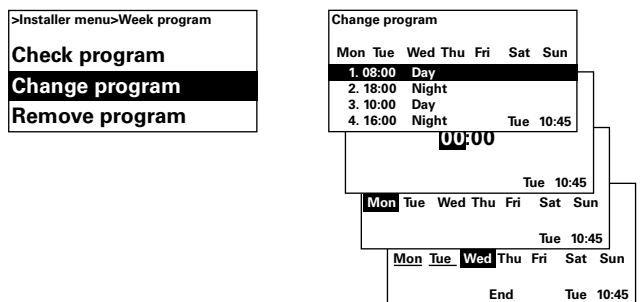 >Installer menu>Week program
Check program
Change program
Remove program
Change program
Mon Tue Wed Thu Fri Sat Sun
1. 08:00 Day
2. 18:00 Night
3. 10:00 Day
4. 16:00 Night Tue 10:45
00:00
Tue 10:45
Mon Tue Wed Thu Fri Sat Sun
Tue 10:45
Mon Tue Wed Thu Fri Sat Sun
End Tue 10:45